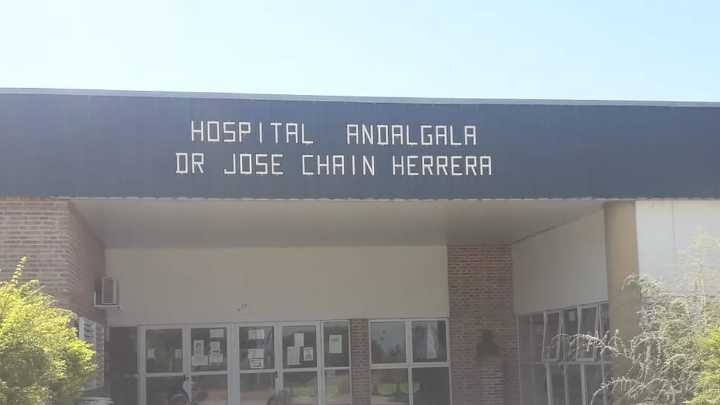 HOSPITAL ANDALGALA
DR JOSE CHAIN HERRERA